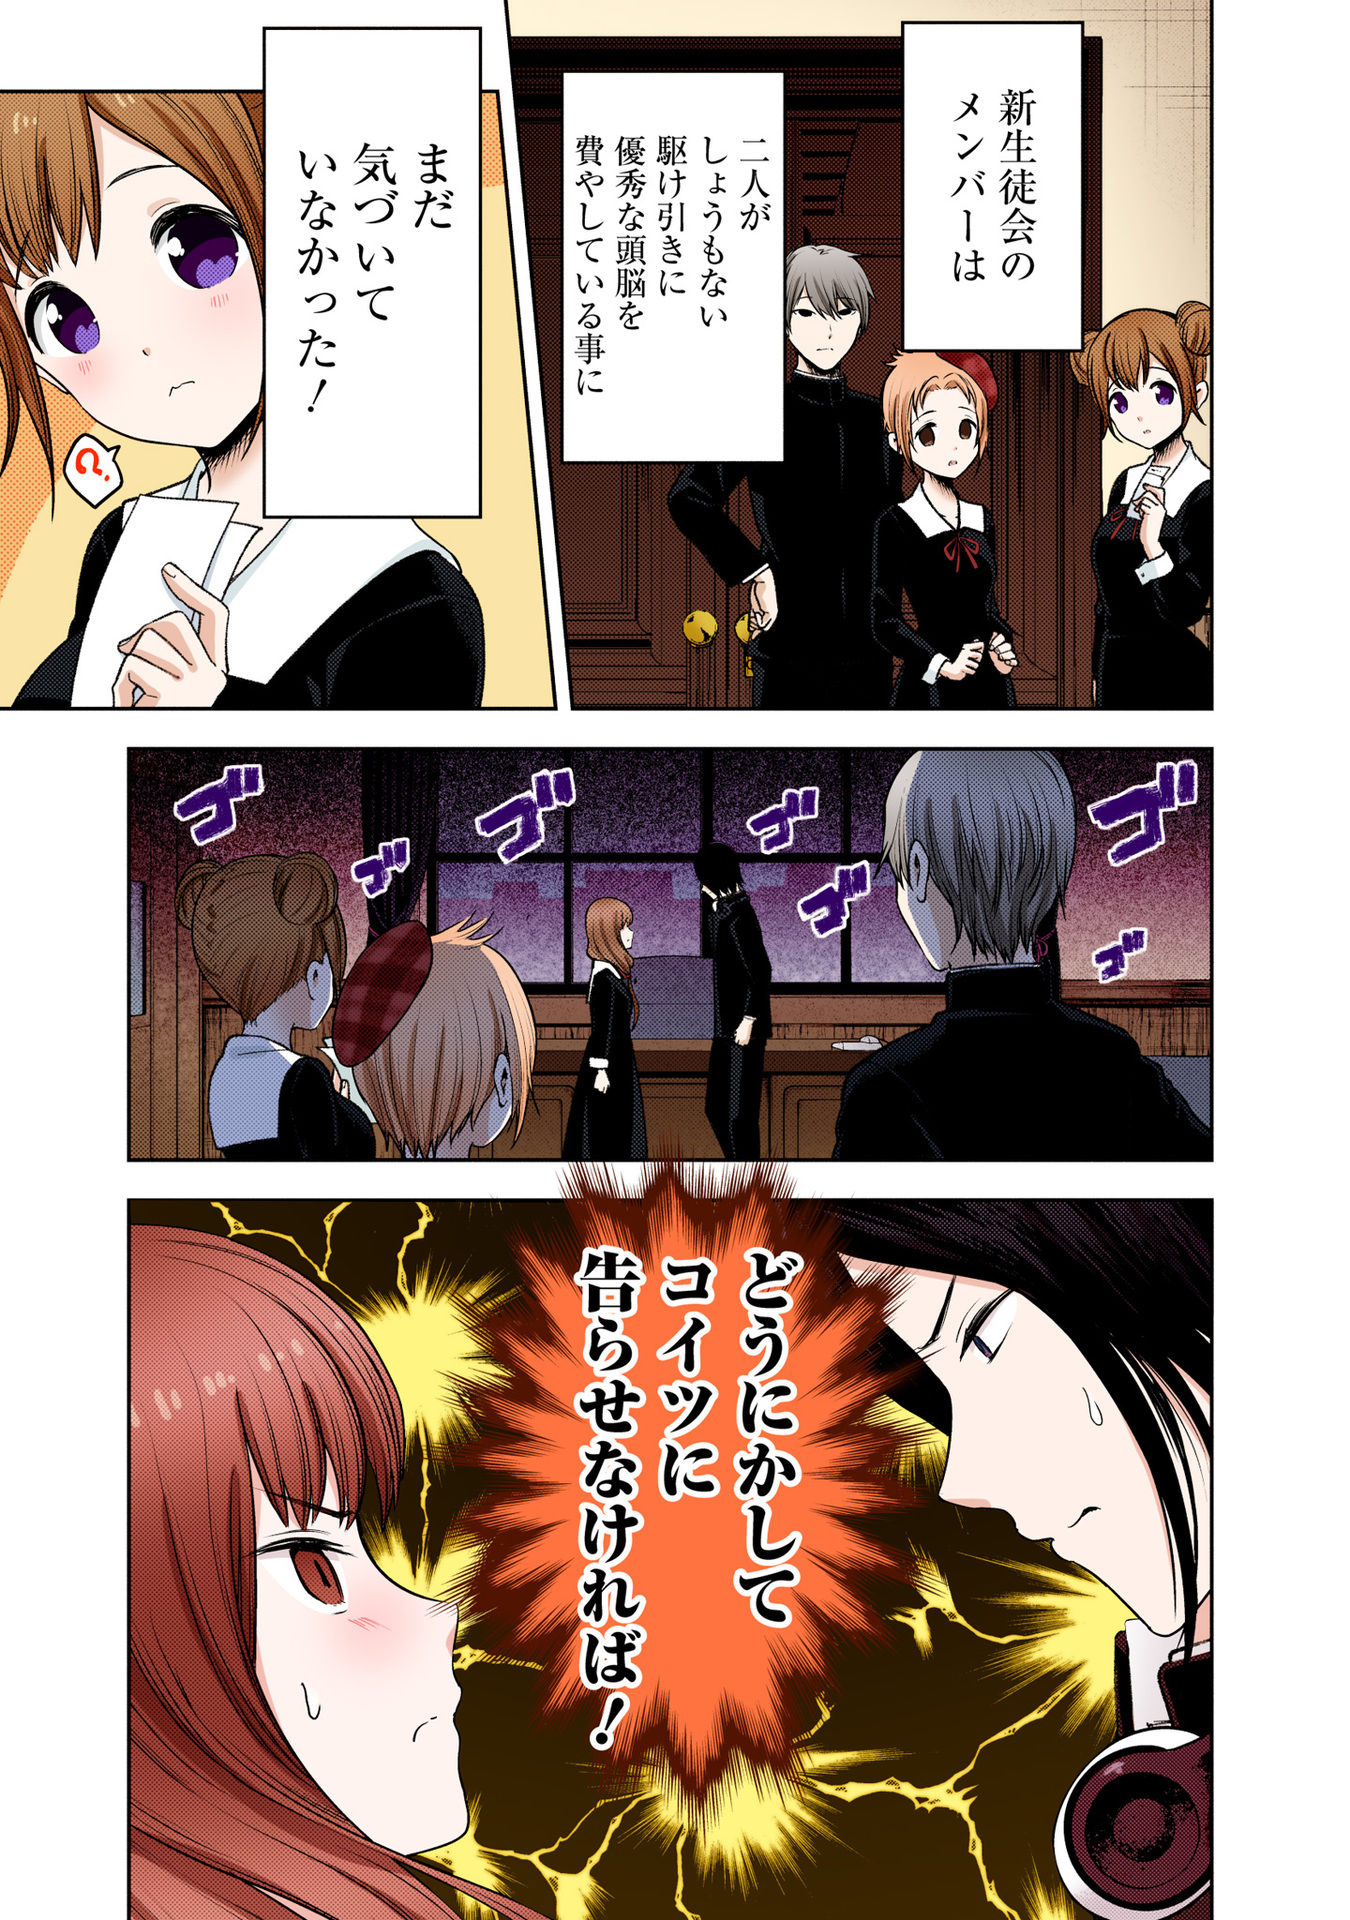 新生徒会の
メンバーは
二人が
しょうもない
駆け引きに
優秀な頭脳を
費やしている事に
まだ
気づいて
いなかった！
?
ゴ
ゴ
ゴ
ゴ
ゴ
ゴ
ゴ
どうにかして
コイツに
告らせなければ！